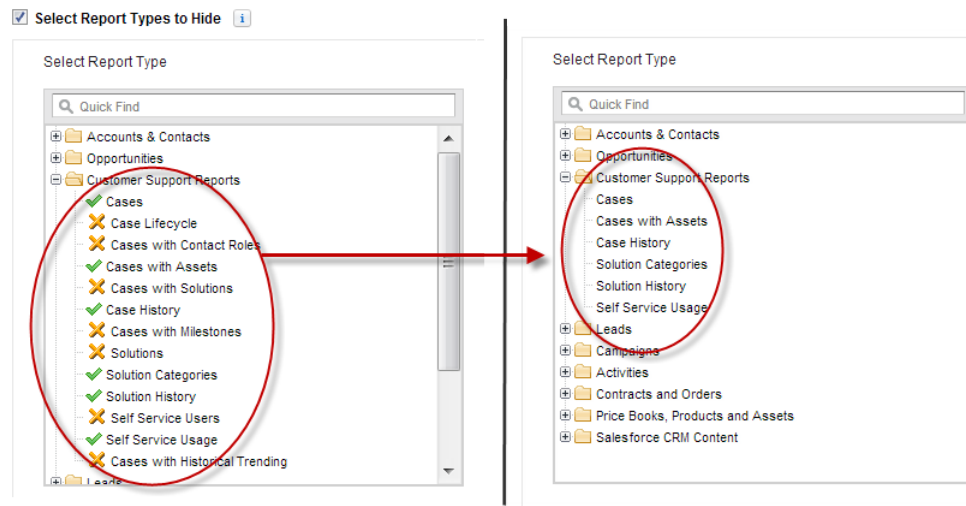 Select Report Types to Hide i
Select Report Type
Quick Find
Accounts & Contacts
Opportunities
Customer Support Reports
Cases
Case Lifecycle
Cases with Contact Roles
Cases with Assets
Cases with Solutions
Case History
Cases with Milestones
Solutions
Solution Categories
Solution History
Self Service Users
Self Service Usage
Cases with Historical Trending
Leads
Select Report Type
Quick Find
Accounts & Contacts
Opportunities
Customer Support Reports
Cases
Cases with Assets
Case History
Solution Categories
Solution History
Self Service Usage
Leads
Campaigns
Activities
Contracts and Orders
Price Books, Products and Assets
Salesforce CRM Content